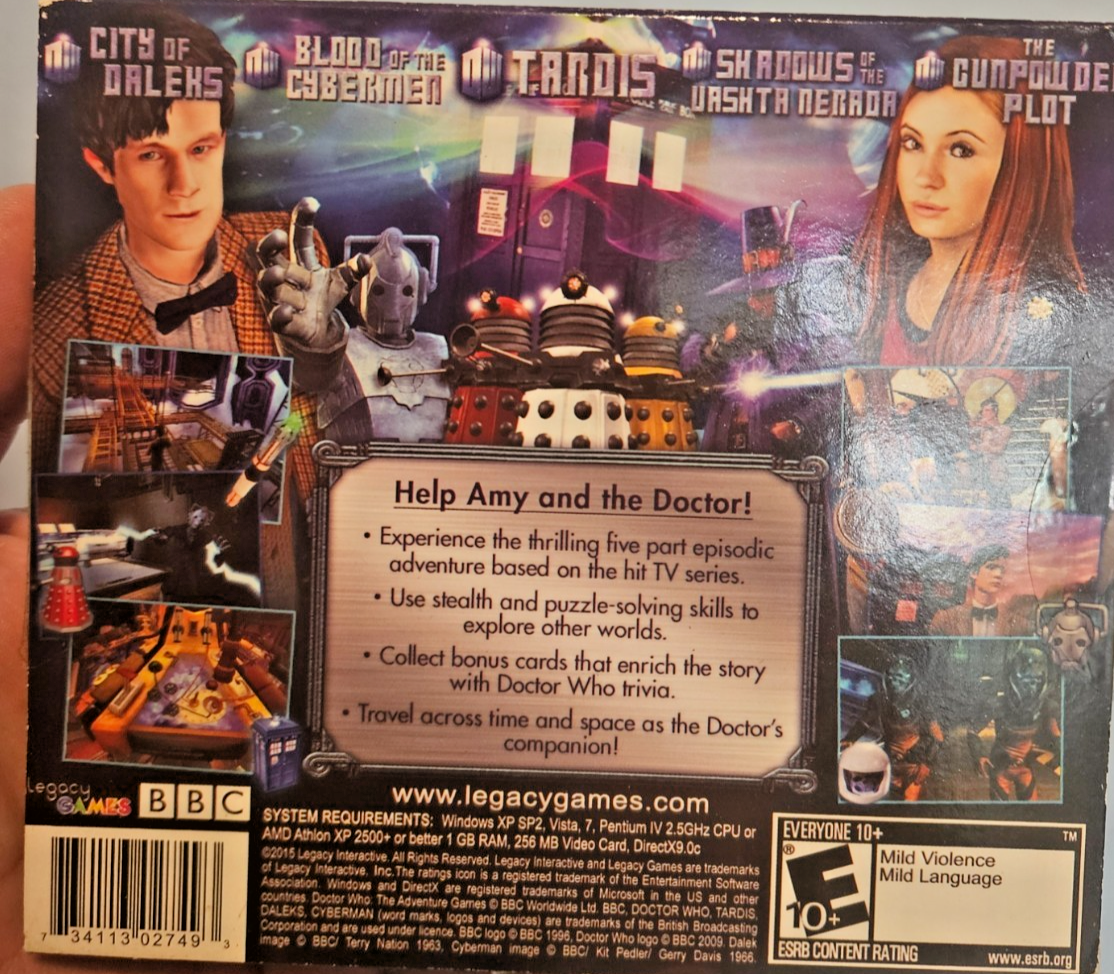 CITY OF DALEKS
BLOOD OF THE CYBERMEN
TARDIS
SHADOWS OF THE VASHTA NERADA
THE GUNPOWDE PLOT
Help Amy and the Doctor!
• Experience the thrilling five part episodic
adventure based on the hit TV series.
• Use stealth and puzzle-solving skills to
explore other worlds.
• Collect bonus cards that enrich the story
with Doctor Who trivia.
• Travel across time and space as the Doctor's
companion!
www.legacygames.com
Legacy
GAMES
BBC
SYSTEM REQUIREMENTS: Windows XP SP2, Vista, 7, Pentium IV 2.5GHz CPU or
AMD Athlon XP 2500+ or better 1 GB RAM, 256 MB Video Card, DirectX9.0c
©2015 Legacy Interactive. All Rights Reserved. Legacy Interactive and Legacy Games are trademarks
of Legacy Interactive, Inc.The ratings icon is a registered trademark of the Entertainment Software
Association. Windows and DirectX are registered trademarks of Microsoft in the US and other
countries. Doctor Who: The Adventure Games © BBC Worldwide Ltd. BBC, DOCTOR WHO, TARDIS,
DALEKS, CYBERMAN (word marks, logos and devices) are trademarks of the British Broadcasting
Corporation and are used under licence. BBC logo © BBC 1996, Doctor Who logo © BBC 2009. Dalek
image © BBC/ Terry Nation 1963, Cyberman image © BBC/ Kit Pedler/ Gerry Davis 1966.
7 34113 02749 3
EVERYONE 10+ TM
® E 10+
Mild Violence
Mild Language
ESRB CONTENT RATING www.esrb.org